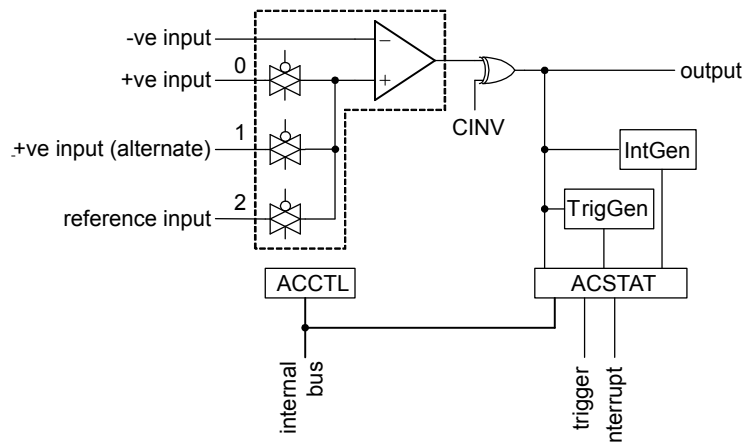 -ve input
+ve input
0
+ve input (alternate)
1
reference input
2
CINV
output
IntGen
TrigGen
ACCTL
ACSTAT
internal
bus
trigger
nterrupt